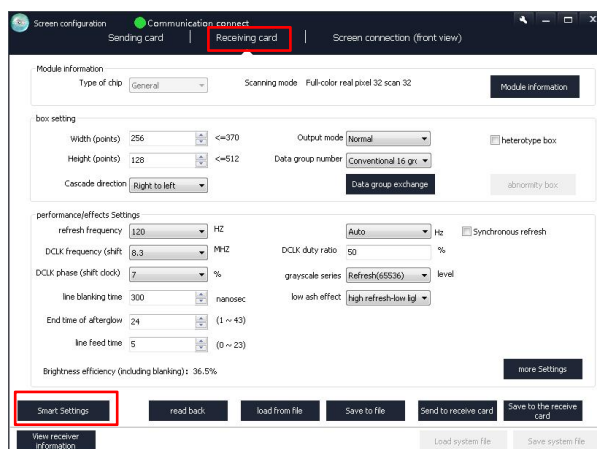 Screen configuration Communication connect
Sending card Receiving card Screen connection (front view)
Module information
Type of chip General Scanning mode Full-color real pixel 32 scan 32 Module information
box setting
Width (points) 256 <=370 Output mode Normal heterotype box
Height (points) 128 <=512 Data group number Conventional 16 grc
Cascade direction Right to left Data group exchange abnormity box
performance/effects Settings
refresh frequency 120 HZ Auto Hz Synchronous refresh
DCLK frequency (shift 8.3 MHZ DCLK duty ratio 50 %
DCLK phase (shift clock) 7 % grayscale series Refresh(65536) level
line blanking time 300 nanosec low ash effect high refresh-low ligl
End time of afterglow 24 (1 ~ 43)
line feed time 5 (0 ~ 23)
Brightness efficiency (including blanking): 36.5%
more Settings
Smart Settings read back load from file Save to file Send to receive card Save to the receive
card
View receiver
information
Load system file Save system file